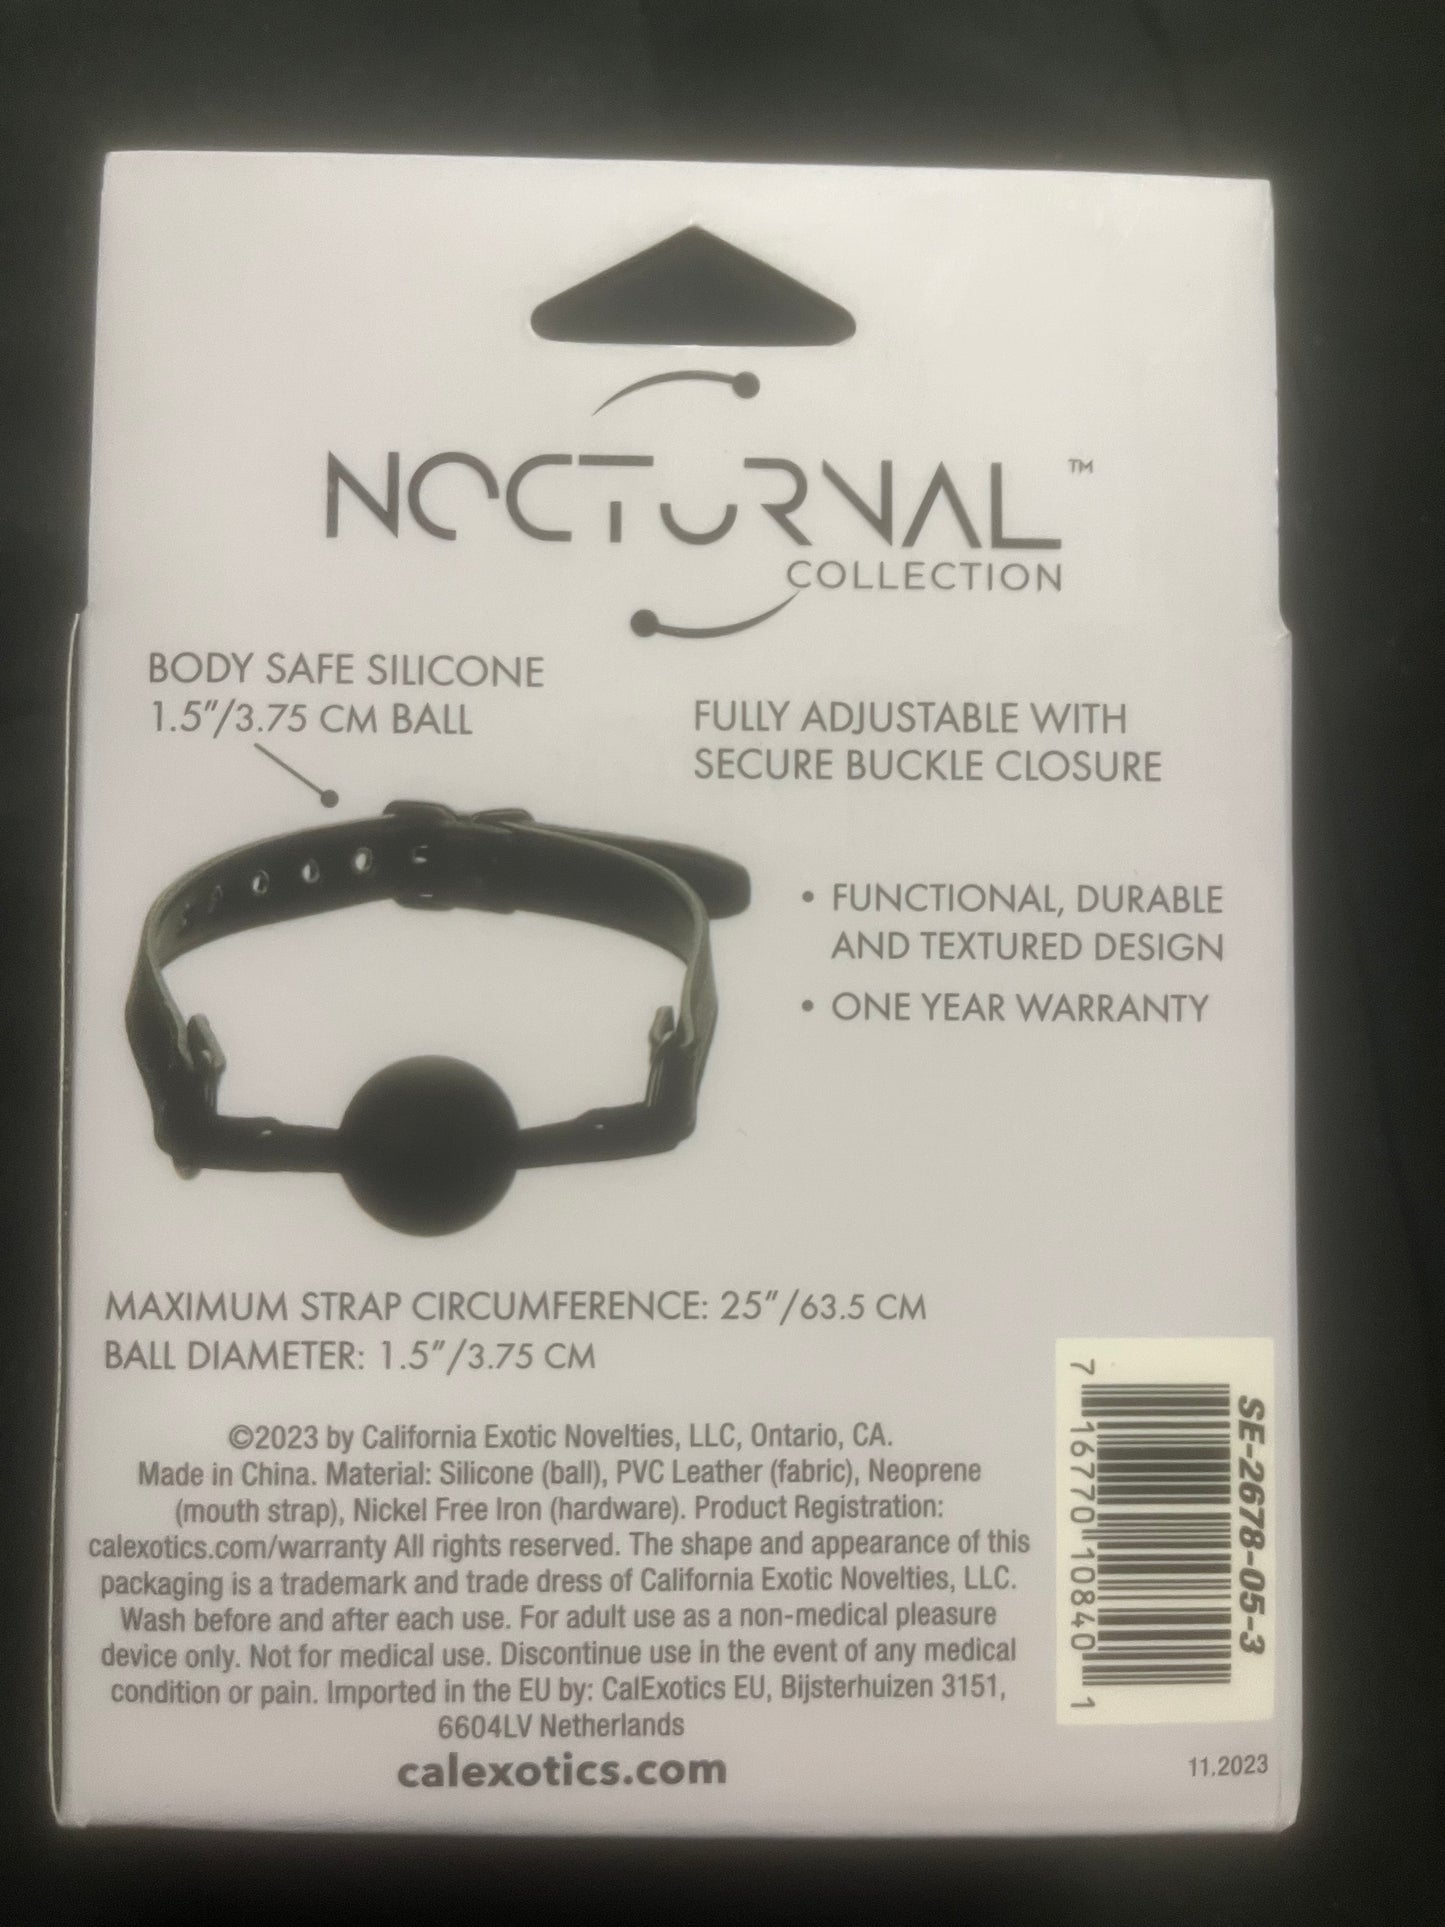 NOCTURNAL™
COLLECTION
BODY SAFE SILICONE
1.5"/3.75 CM BALL
FULLY ADJUSTABLE WITH
SECURE BUCKLE CLOSURE
• FUNCTIONAL, DURABLE
AND TEXTURED DESIGN
• ONE YEAR WARRANTY
MAXIMUM STRAP CIRCUMFERENCE: 25"/63.5 CM
BALL DIAMETER: 1.5"/3.75 CM
©2023 by California Exotic Novelties, LLC, Ontario, CA.
Made in China. Material: Silicone (ball), PVC Leather (fabric), Neoprene
(mouth strap), Nickel Free Iron (hardware). Product Registration:
calexotics.com/warranty All rights reserved. The shape and appearance of this
packaging is a trademark and trade dress of California Exotic Novelties, LLC.
Wash before and after each use. For adult use as a non-medical pleasure
device only. Not for medical use. Discontinue use in the event of any medical
condition or pain. Imported in the EU by: CalExotics EU, Bijsterhuizen 3151,
6604LV Netherlands
calexotics.com
SE-2678-05-3
7 16770 10840 1
11.2023